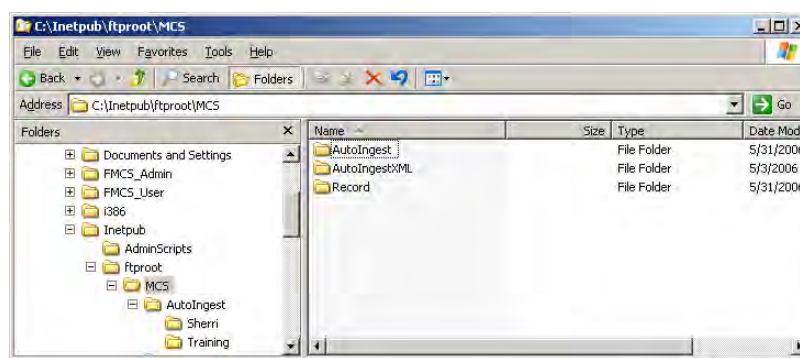 C:\Inetpub\ftproot\MCS
File Edit View Favorites Tools Help
Back Search Folders
Address C:\Inetpub\ftproot\MCS Go
Folders Name Size Type Date Mod
Documents and Settings AutoIngest File Folder 5/31/2006
FMCS_Admin AutoIngestXML File Folder 5/3/2006
FMCS_User Record File Folder 5/31/2006
i386
Inetpub
AdminScripts
ftproot
MCS
AutoIngest
Sherri
Training